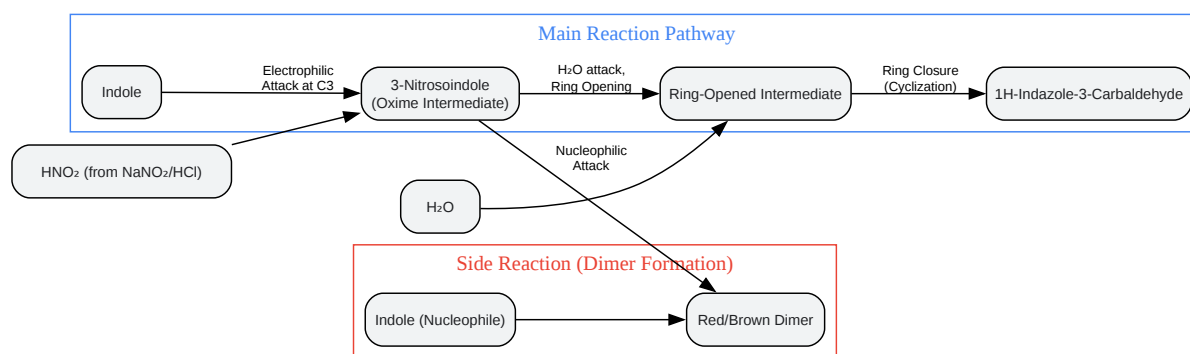 Main Reaction Pathway
Indole
Electrophilic
Attack at C3
3-Nitrosoindole
(Oxime Intermediate)
H₂O attack,
Ring Opening
Ring-Opened Intermediate
Ring Closure
(Cyclization)
1H-Indazole-3-Carbaldehyde
HNO₂ (from NaNO₂/HCl)
Nucleophilic
Attack
H₂O
Side Reaction (Dimer Formation)
Indole (Nucleophile)
Red/Brown Dimer